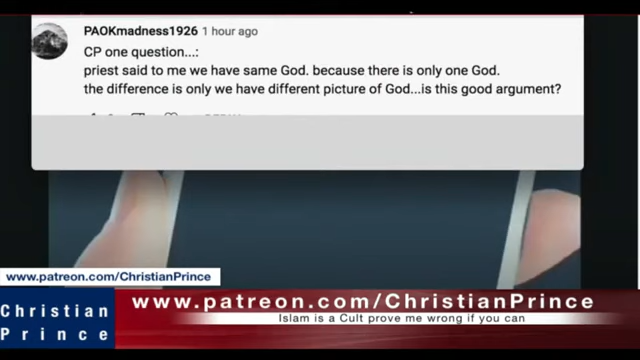 PAOKmadness1926 1 hour ago
CP one question...:
priest said to me we have same God. because there is only one God.
the difference is only we have different picture of God...is this good argument?
www.patreon.com/ChristianPrince
Christian
Prince
www.patreon.com/ChristianPrince
Islam is a Cult prove me wrong if you can